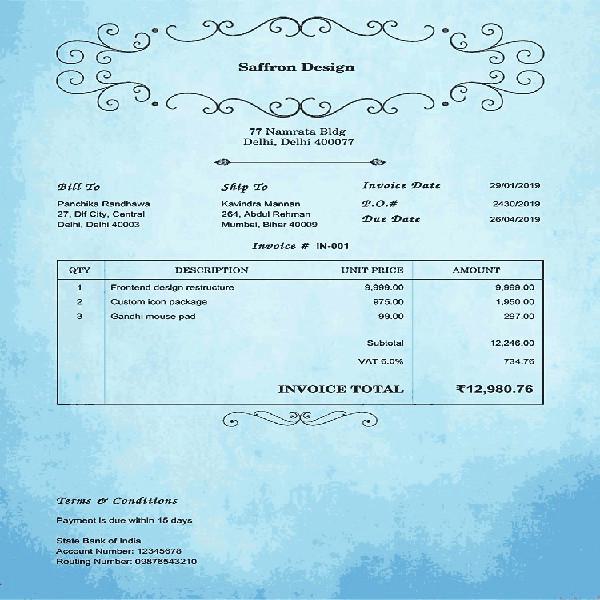 Saffron Design
77 Namrata Bldg
Delhi, Delhi 400077
Bill To
Panchika Randhawa
27, Dlf City, Central
Delhi, Delhi 40003
Ship To
Kavindra Mannan
264, Abdul Rehman
Mumbai, Bihar 40009
Invoice Date 29/01/2019
P.O.# 2430/2019
Due Date 26/04/2019
Invoice # IN-001
QTY DESCRIPTION UNIT PRICE AMOUNT
1 Frontend design restructure 9,999.00 9,999.00
2 Custom icon package 975.00 1,950.00
3 Gandhi mouse pad 99.00 297.00
Subtotal 12,246.00
VAT 6.0% 734.76
INVOICE TOTAL ₹12,980.76
Terms & Conditions
Payment is due within 15 days
State Bank of India
Account Number: 12345678
Routing Number: 09876543210